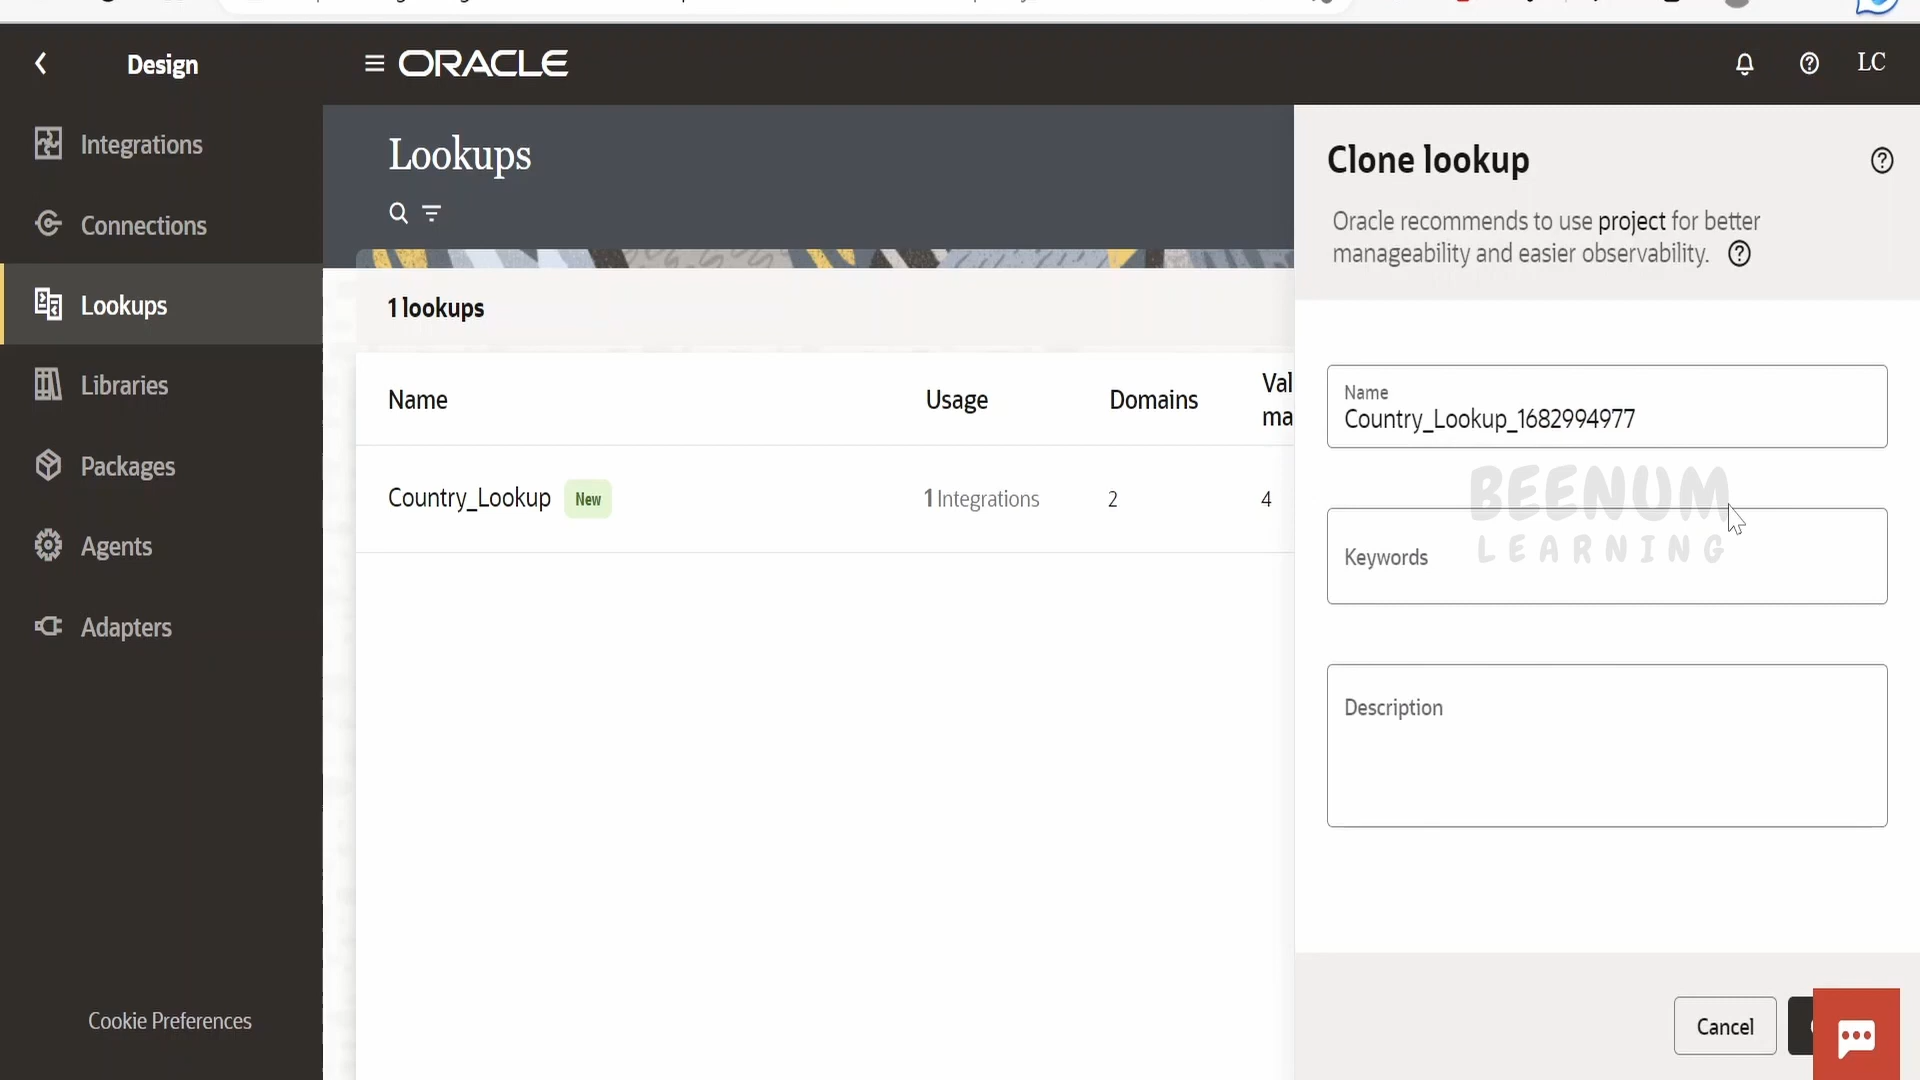 Design
ORACLE
LC
Integrations
Connections
Lookups
Libraries
Packages
Agents
Adapters
Cookie Preferences
Lookups
1 lookups
Name
Usage
Domains
Val
ma
Country_Lookup
New
1 Integrations
2
4
Clone lookup
Oracle recommends to use project for better
manageability and easier observability.
Name
Country_Lookup_1682994977
BEENUM
LEARNING
Keywords
Description
Cancel